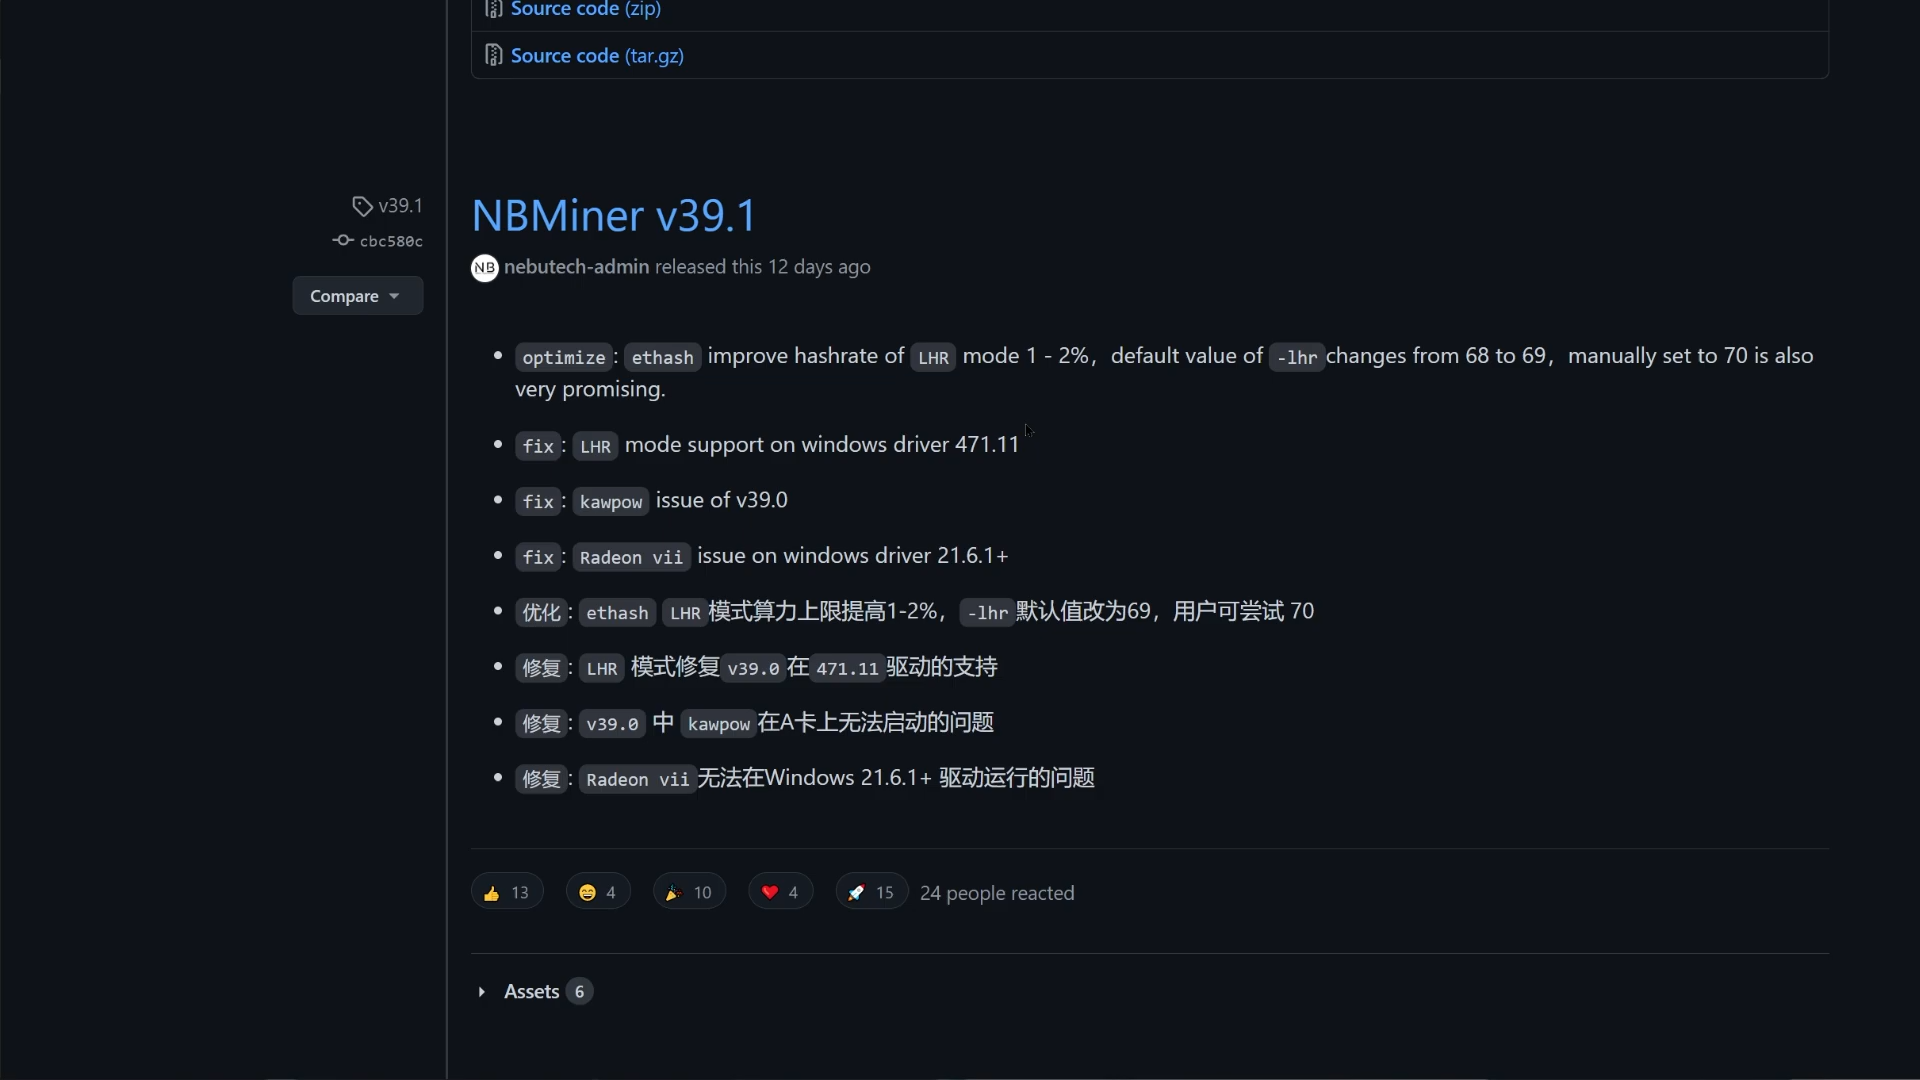 Source code (zip)
Source code (tar.gz)
v39.1
cbc580c
Compare
NBMiner v39.1
NB nebutech-admin released this 12 days ago
optimize: ethash improve hashrate of LHR mode 1 - 2%，default value of -lhr changes from 68 to 69，manually set to 70 is also
very promising.
fix: LHR mode support on windows driver 471.11
fix: kawpow issue of v39.0
fix: Radeon vii issue on windows driver 21.6.1+
优化: ethash LHR 模式算力上限提高1-2%，-lhr 默认值改为69，用户可尝试 70
修复: LHR 模式修复 v39.0 在 471.11 驱动的支持
修复: v39.0 中 kawpow 在A卡上无法启动的问题
修复: Radeon vii 无法在Windows 21.6.1+ 驱动运行的问题
👍 13 😄 4 🎉 10 ❤️ 4 🚀 15 24 people reacted
Assets 6